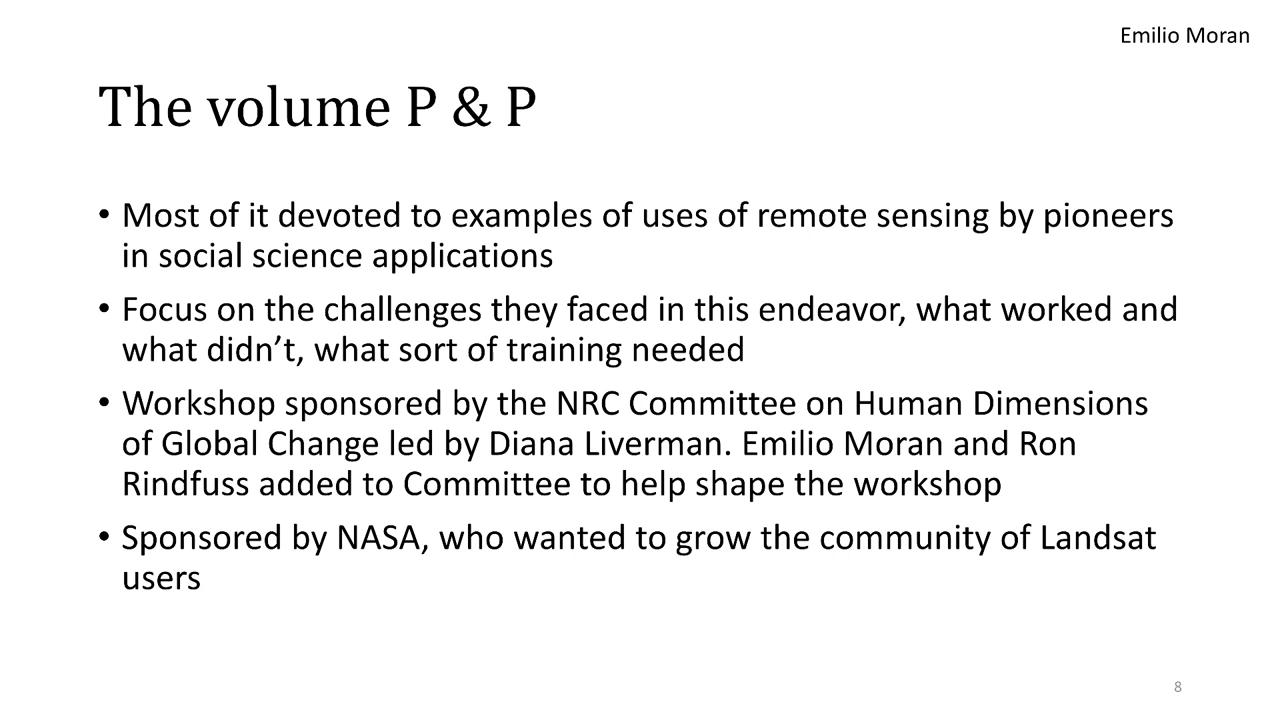 Emilio Moran
The volume P & P
• Most of it devoted to examples of uses of remote sensing by pioneers
in social science applications
• Focus on the challenges they faced in this endeavor, what worked and
what didn’t, what sort of training needed
• Workshop sponsored by the NRC Committee on Human Dimensions
of Global Change led by Diana Liverman. Emilio Moran and Ron
Rindfuss added to Committee to help shape the workshop
• Sponsored by NASA, who wanted to grow the community of Landsat
users
8